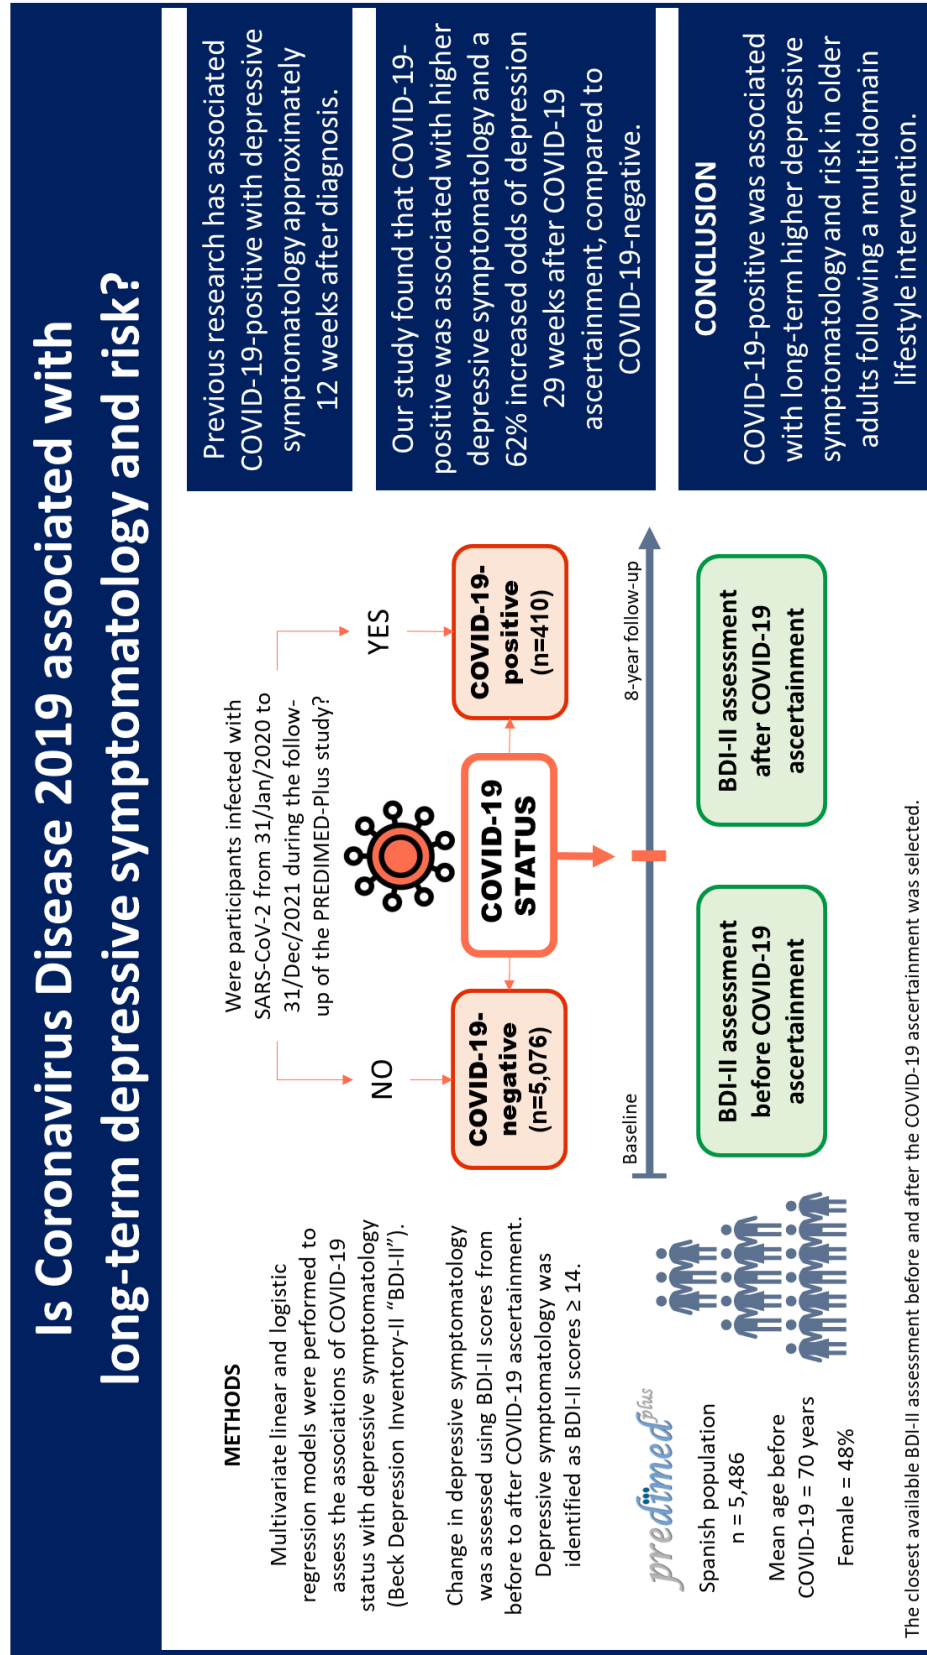 Is Coronavirus Disease 2019 associated with
long-term depressive symptomatology and risk?
METHODS
Multivariate linear and logistic
regression models were performed to
assess the associations of COVID-19
status with depressive symptomatology
(Beck Depression Inventory-II “BDI-II”).
Change in depressive symptomatology
was assessed using BDI-II scores from
before to after COVID-19 ascertainment.
Depressive symptomatology was
identified as BDI-II scores ≥ 14.
predimed plus
Spanish population
n = 5,486
Mean age before
COVID-19 = 70 years
Female = 48%
Were participants infected with
SARS-CoV-2 from 31/Jan/2020 to
31/Dec/2021 during the follow-
up of the PREDIMED-Plus study?
NO
YES
COVID-19-
negative
(n=5,076)
COVID-19
STATUS
COVID-19-
positive
(n=410)
Baseline
8-year follow-up
BDI-II assessment
before COVID-19
ascertainment
BDI-II assessment
after COVID-19
ascertainment
The closest available BDI-II assessment before and after the COVID-19 ascertainment was selected.
Previous research has associated
COVID-19-positive with depressive
symptomatology approximately
12 weeks after diagnosis.
Our study found that COVID-19-
positive was associated with higher
depressive symptomatology and a
62% increased odds of depression
29 weeks after COVID-19
ascertainment, compared to
COVID-19-negative.
CONCLUSION
COVID-19-positive was associated
with long-term higher depressive
symptomatology and risk in older
adults following a multidomain
lifestyle intervention.